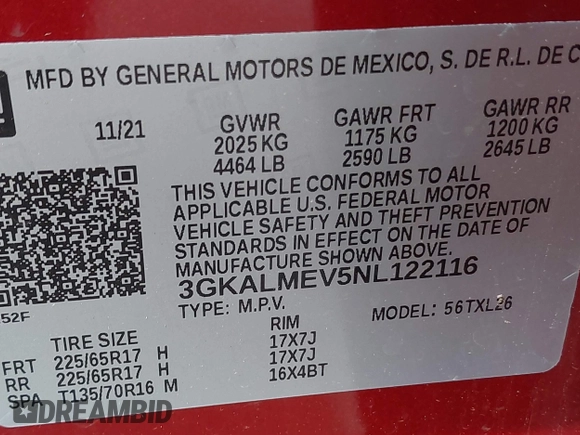 MFD BY GENERAL MOTORS DE MEXICO, S. DE R.L. DE C
11/21 GVWR GAWR FRT GAWR RR
2025 KG 1175 KG 1200 KG
4464 LB 2590 LB 2645 LB
THIS VEHICLE CONFORMS TO ALL
APPLICABLE U.S. FEDERAL MOTOR
VEHICLE SAFETY AND THEFT PREVENTION
STANDARDS IN EFFECT ON THE DATE OF
MANUFACTURE SHOWN ABOVE.
3GKALMEV5NL122116
TYPE: M.P.V. MODEL: 56TXL26
52F
TIRE SIZE RIM
FRT 225/65R17 H 17X7J
RR 225/65R17 H 17X7J
SPA T135/70R16 M 16X4BT
DREAMBID